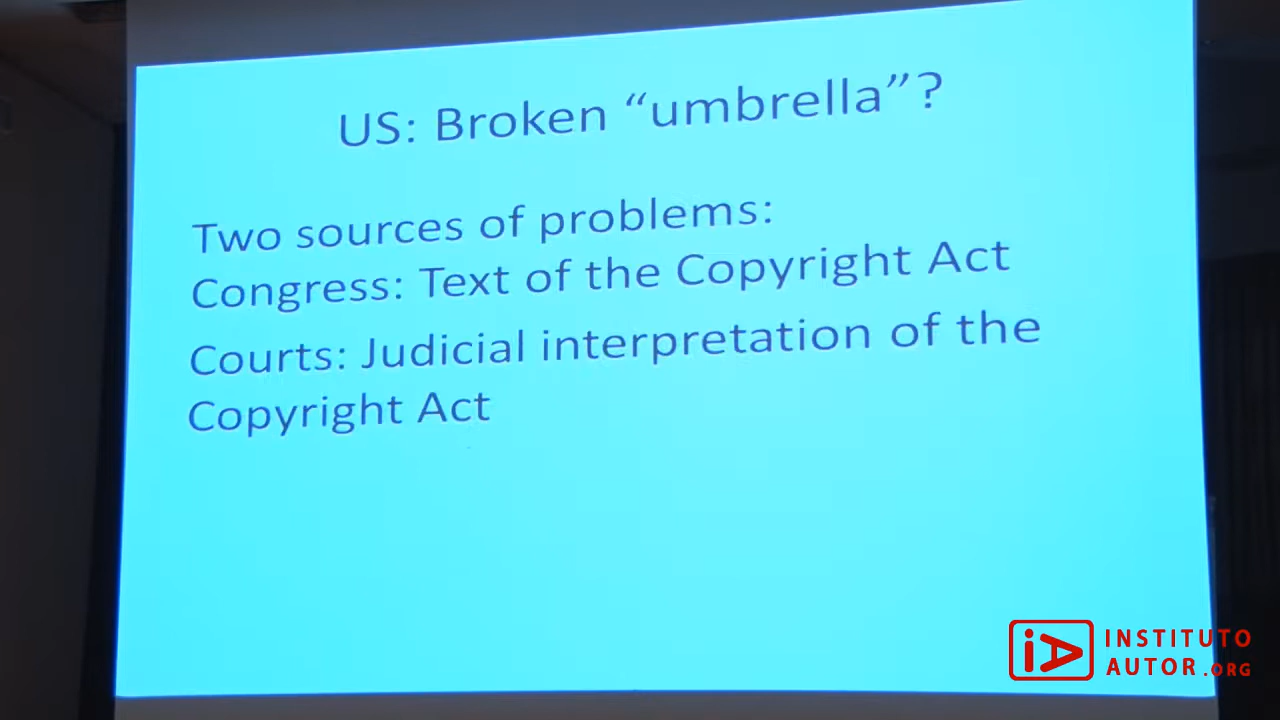 US: Broken “umbrella”?
Two sources of problems:
Congress: Text of the Copyright Act
Courts: Judicial interpretation of the
Copyright Act
iA INSTITUTO
AUTOR.ORG